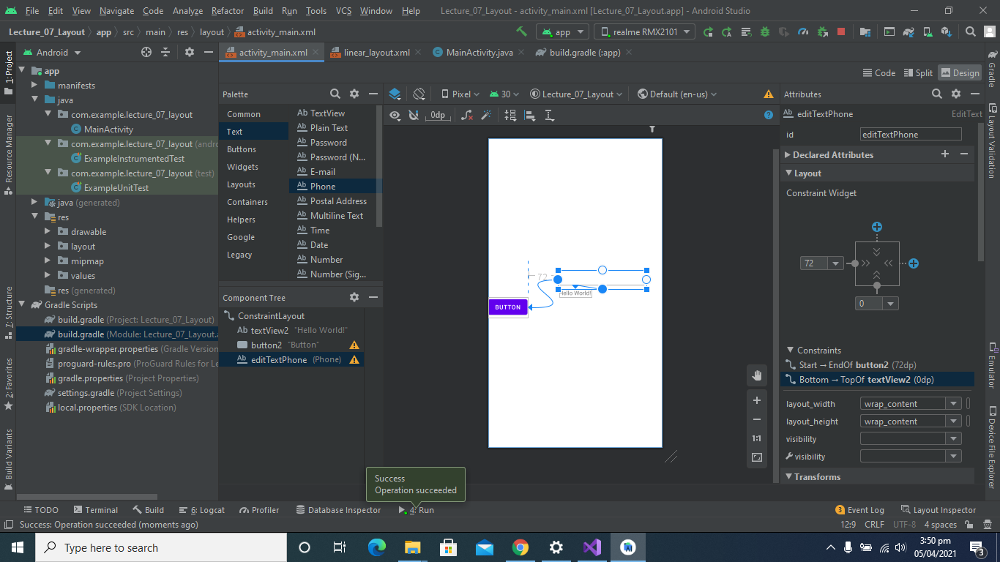 File Edit View Navigate Code Analyze Refactor Build Run Tools VCS Window Help Lecture_07_Layout - activity_main.xml [Lecture_07_Layout.app] - Android Studio
Lecture_07_Layout app src main res layout activity_main.xml app realme RMX2101
Android
activity_main.xml linear_layout.xml MainActivity.java build.gradle (:app)
1: Project
Resource Manager
7: Structure
2: Favorites
Build Variants
app
manifests
java
com.example.lecture_07_layout
MainActivity
com.example.lecture_07_layout (andro
ExampleInstrumentedTest
com.example.lecture_07_layout (test)
ExampleUnitTest
java (generated)
res
drawable
layout
mipmap
values
res (generated)
Gradle Scripts
build.gradle (Project: Lecture_07_Layout)
build.gradle (Module: Lecture_07_Layout.a
gradle-wrapper.properties (Gradle Version
proguard-rules.pro (ProGuard Rules for Le
gradle.properties (Project Properties)
settings.gradle (Project Settings)
local.properties (SDK Location)
Code Split Design
Palette
Common
Text
Buttons
Widgets
Layouts
Containers
Helpers
Google
Legacy
Ab TextView
Ab Plain Text
Ab Password
Ab Password (N...
Ab E-mail
Ab Phone
Ab Postal Address
Ab Multiline Text
Ab Time
Ab Date
Ab Number
Ab Number (Sig...
Component Tree
ConstraintLayout
Ab textView2 "Hello World!"
button2 "Button"
Ab editTextPhone (Phone)
Pixel 30 Lecture_07_Layout Default (en-us)
0dp
72
Hello World!
BUTTON
1:1
Attributes
Ab editTextPhone EditText
id editTextPhone
Declared Attributes
Layout
Constraint Widget
72
0
Constraints
Start → EndOf button2 (72dp)
Bottom → TopOf textView2 (0dp)
layout_width wrap_content
layout_height wrap_content
visibility
visibility
Transforms
Gradle
Layout Validation
Emulator
Device File Explorer
Success
Operation succeeded
TODO Terminal Build 6: Logcat Profiler Database Inspector 4: Run 3 Event Log Layout Inspector
Success: Operation succeeded (moments ago) 12:9 CRLF UTF-8 4 spaces
Type here to search
3:50 pm
05/04/2021
3